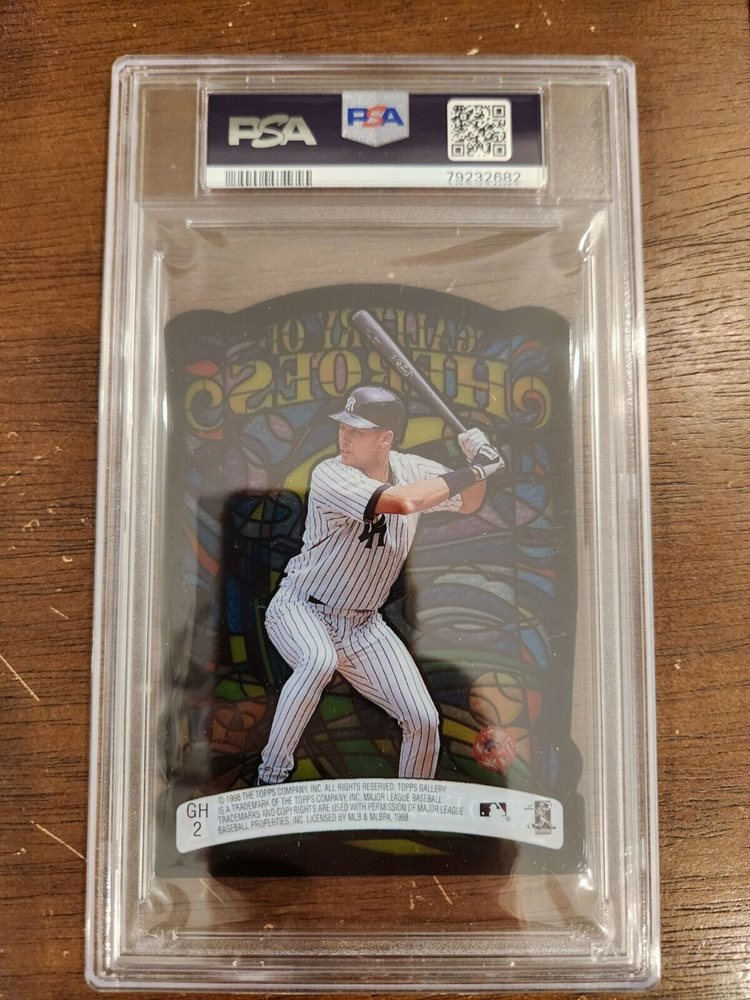 PSA
PSA
79232682
GALLERY OF
HEROES
NY
GH
2
© 1998 THE TOPPS COMPANY, INC. ALL RIGHTS RESERVED. TOPPS GALLERY
IS A TRADEMARK OF THE TOPPS COMPANY, INC. MAJOR LEAGUE BASEBALL
TRADEMARKS AND COPYRIGHTS ARE USED WITH PERMISSION OF MAJOR LEAGUE
BASEBALL PROPERTIES, INC. LICENSED BY MLB & MLBPA, 1998.